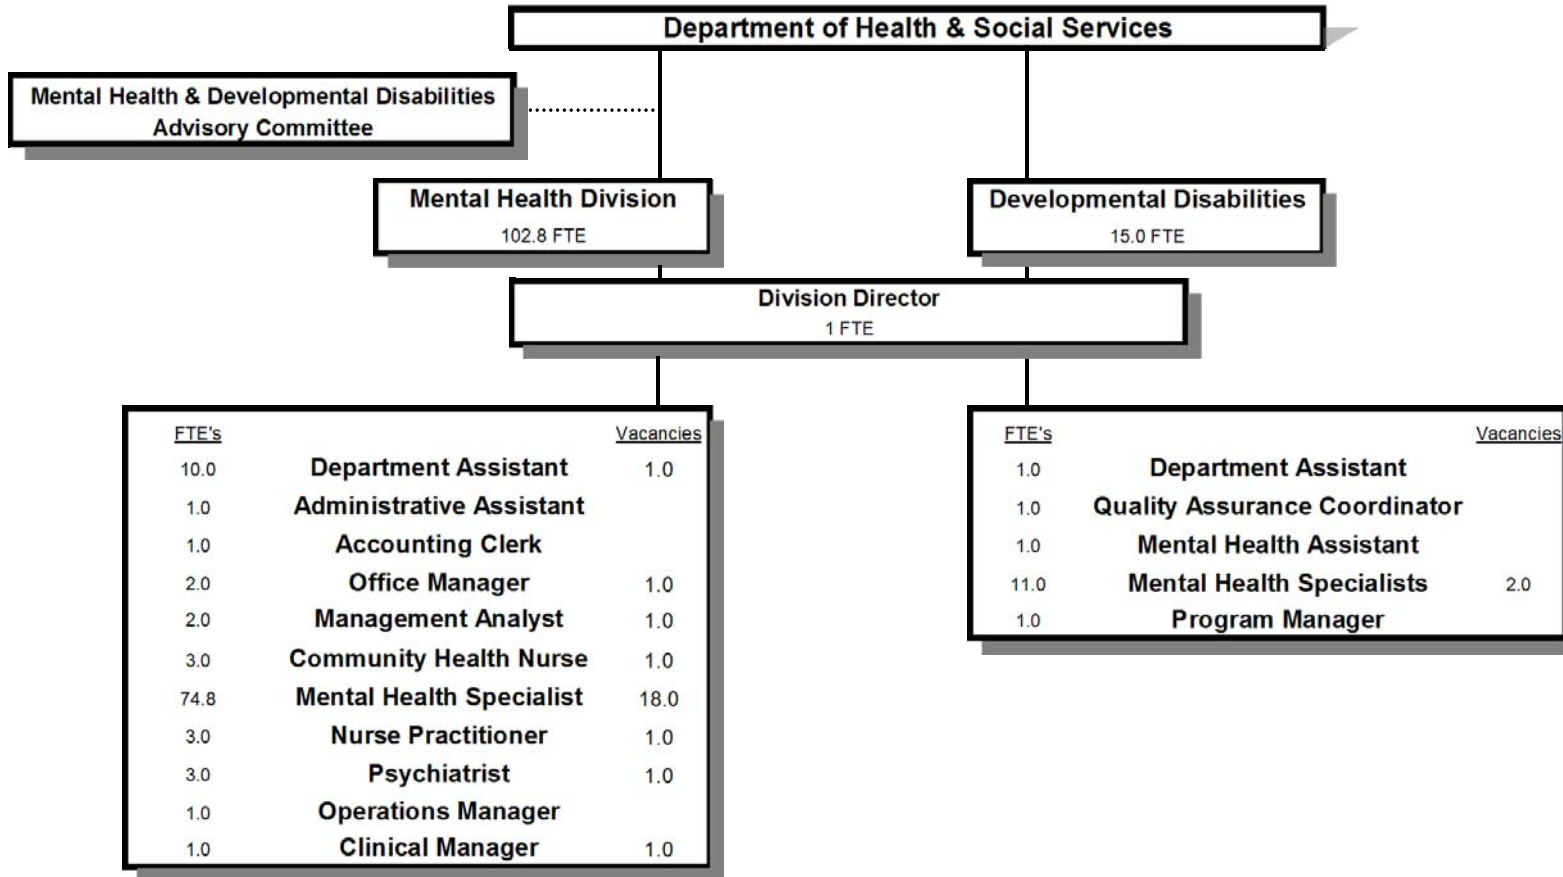 Department of Health & Social Services
Mental Health & Developmental Disabilities
Advisory Committee
Mental Health Division
102.8 FTE
Developmental Disabilities
15.0 FTE
Division Director
1 FTE
FTE's Vacancies
10.0 Department Assistant 1.0
1.0 Administrative Assistant
1.0 Accounting Clerk
2.0 Office Manager 1.0
2.0 Management Analyst 1.0
3.0 Community Health Nurse 1.0
74.8 Mental Health Specialist 18.0
3.0 Nurse Practitioner 1.0
3.0 Psychiatrist 1.0
1.0 Operations Manager
1.0 Clinical Manager 1.0
FTE's Vacancies
1.0 Department Assistant
1.0 Quality Assurance Coordinator
1.0 Mental Health Assistant
11.0 Mental Health Specialists 2.0
1.0 Program Manager